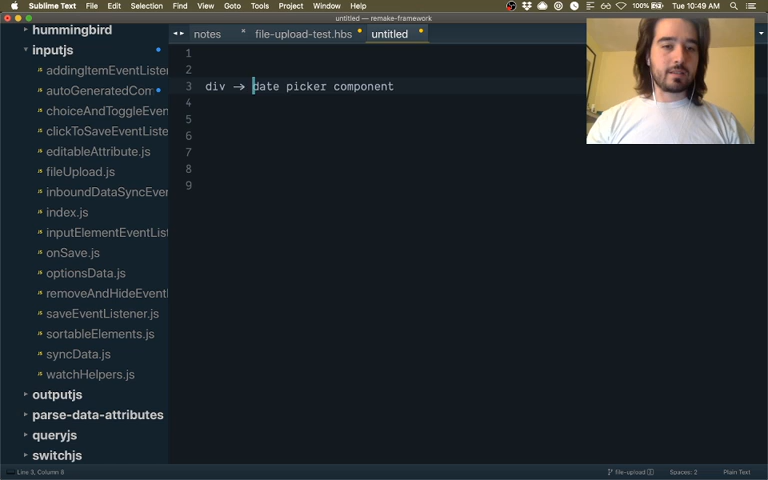 Sublime Text File Edit Selection Find View Goto Tools Project Window Help 100% Tue 10:49 AM
untitled — remake-framework
hummingbird
inputjs
addingItemEventListe
autoGeneratedCom
choiceAndToggleEven
clickToSaveEventListe
editableAttribute.js
fileUpload.js
inboundDataSyncEver
index.js
inputElementEventList
onSave.js
optionsData.js
removeAndHideEventl
saveEventListener.js
sortableElements.js
syncData.js
watchHelpers.js
outputjs
parse-data-attributes
queryjs
switchjs
notes file-upload-test.hbs untitled
1
2
3 div -> date picker component
4
5
6
7
8
9
Line 3, Column 8 file-upload Spaces: 2 Plain Text